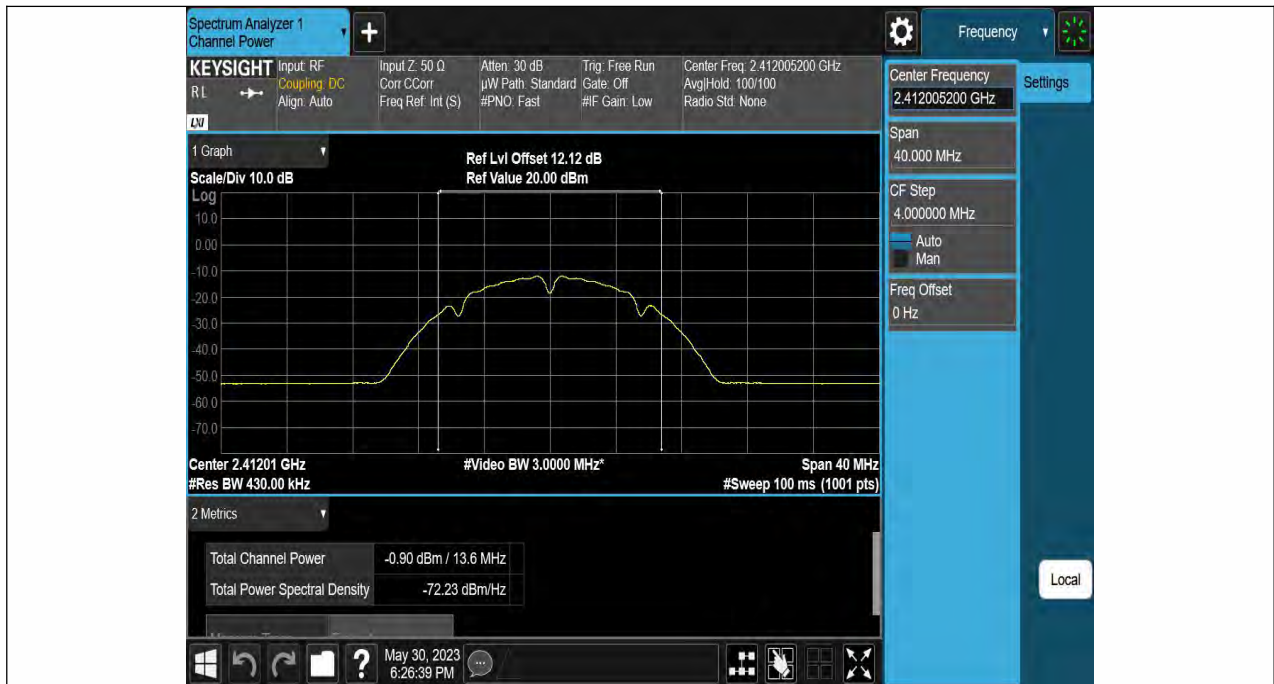 Spectrum Analyzer 1
Channel Power
+
Frequency
KEYSIGHT
RL
LXI
Input: RF
Coupling: DC
Align: Auto
Input Z: 50 Ω
Corr CCorr
Freq Ref: Int (S)
Atten: 30 dB
µW Path: Standard
#PNO: Fast
Trig: Free Run
Gate: Off
#IF Gain: Low
Center Freq: 2.412005200 GHz
Avg|Hold: 100/100
Radio Std: None
Center Frequency
2.412005200 GHz
Settings
Span
40.000 MHz
CF Step
4.000000 MHz
Auto
Man
Freq Offset
0 Hz
1 Graph
Scale/Div 10.0 dB
Ref Lvl Offset 12.12 dB
Ref Value 20.00 dBm
Log
10.0
0.00
-10.0
-20.0
-30.0
-40.0
-50.0
-60.0
-70.0
Center 2.41201 GHz
#Video BW 3.0000 MHz*
Span 40 MHz
#Res BW 430.00 kHz
#Sweep 100 ms (1001 pts)
2 Metrics
Total Channel Power -0.90 dBm / 13.6 MHz
Total Power Spectral Density -72.23 dBm/Hz
Local
?
May 30, 2023
6:26:39 PM